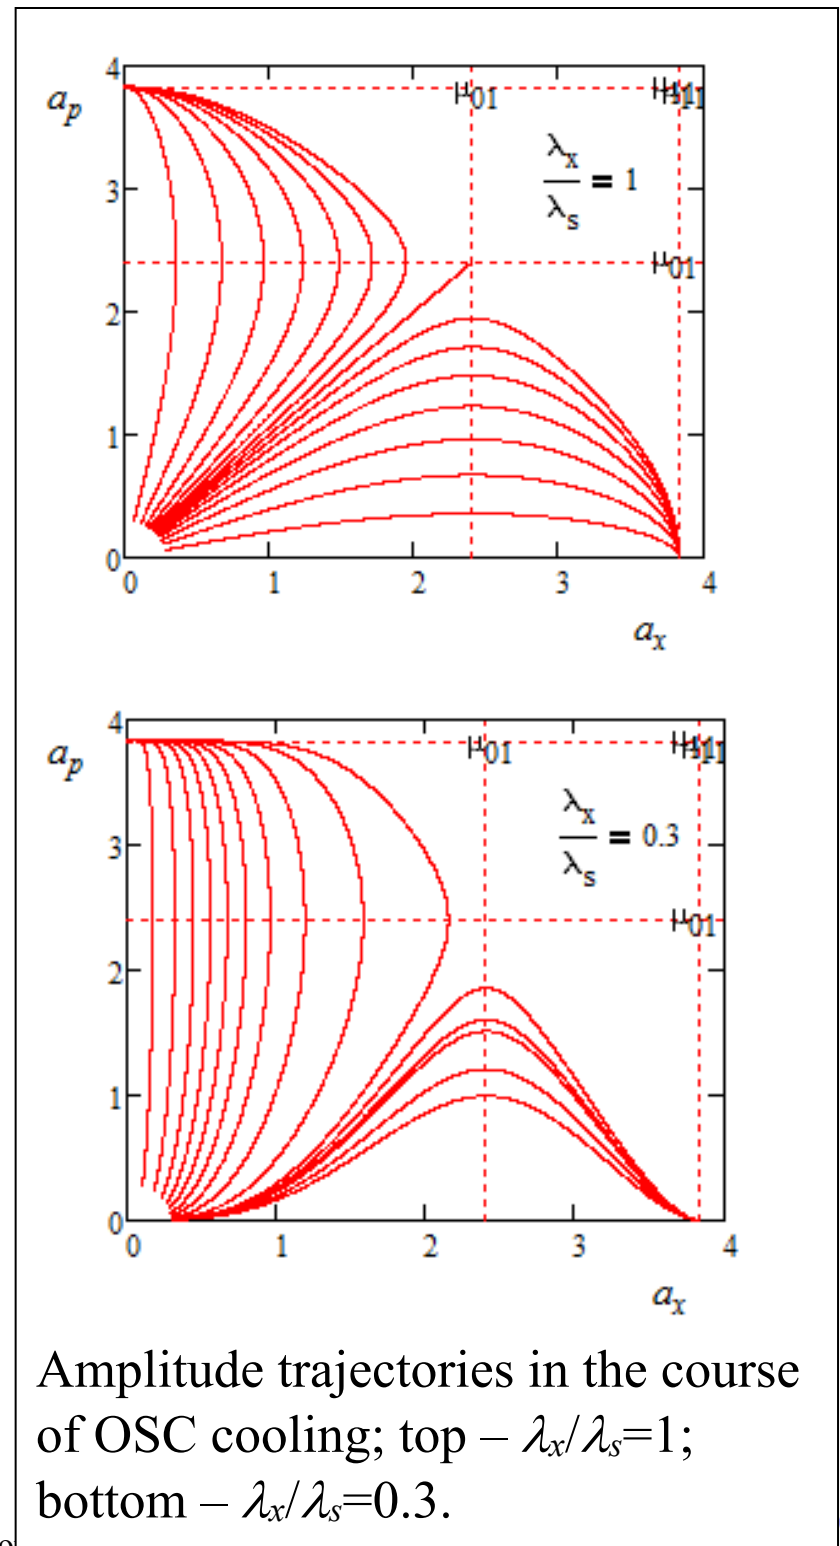 4
a_p
μ01
λx
λs
= 1
3
μ01
2
1
0
0 1 2 3 4
a_x
4
a_p
μ01
λx
λs
= 0.3
3
μ01
2
1
0
0 1 2 3 4
a_x
Amplitude trajectories in the course
of OSC cooling; top – λx/λs=1;
bottom – λx/λs=0.3.